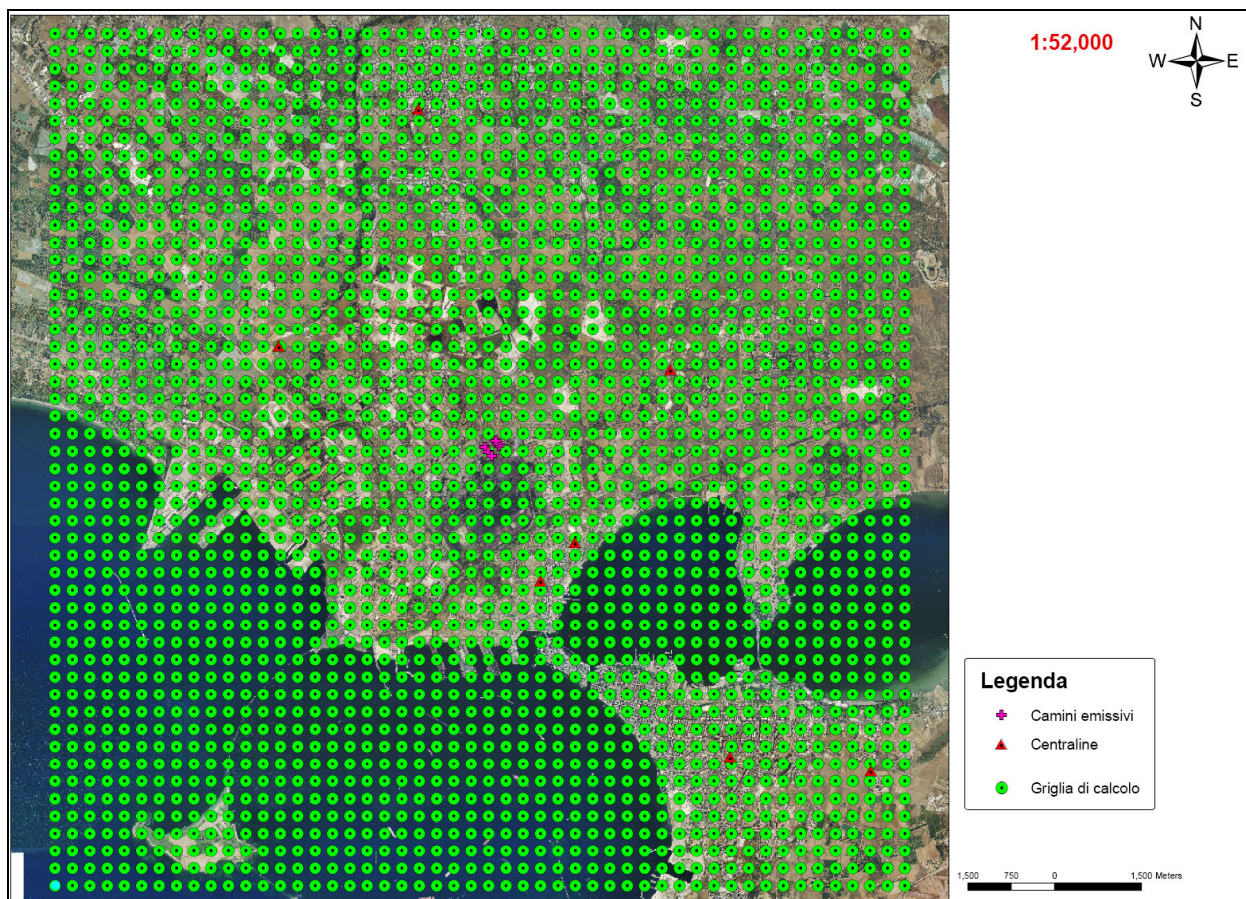 1:52,000
N
W E
S
Legenda
Camini emissivi
Centraline
Griglia di calcolo
1,500 750 0 1,500 Meters